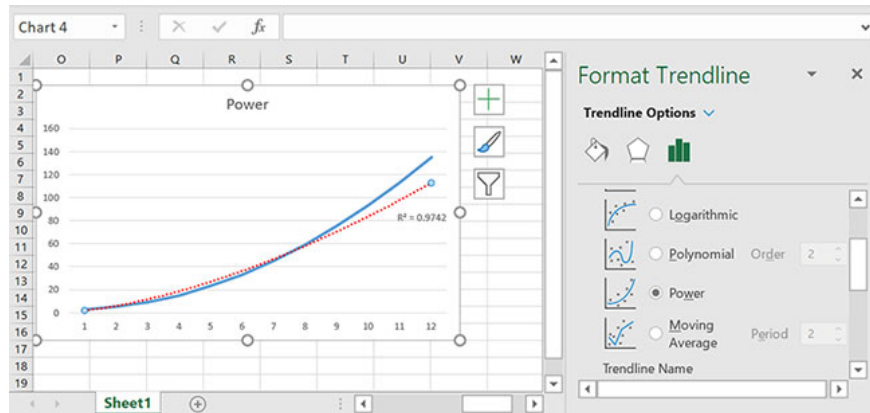 Chart 4
fx
O P Q R S T U V W
1
2
3
4
5
6
7
8
9
10
11
12
13
14
15
16
17
18
19
Power
160
140
120
100
80
60
40
20
0
R² = 0.9742
1 2 3 4 5 6 7 8 9 10 11 12
Sheet1
Format Trendline
Trendline Options
Logarithmic
Polynomial Order 2
Power
Moving Average Period 2
Trendline Name